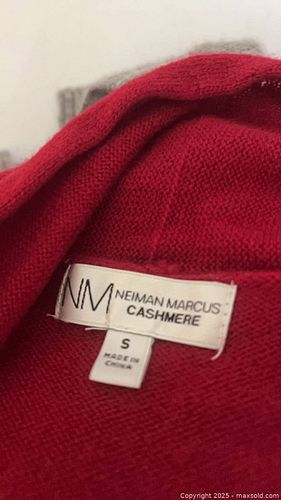 NM NEIMAN MARCUS
CASHMERE
S
MADE IN
CHINA
Copyright © 2025 - maxsold.com